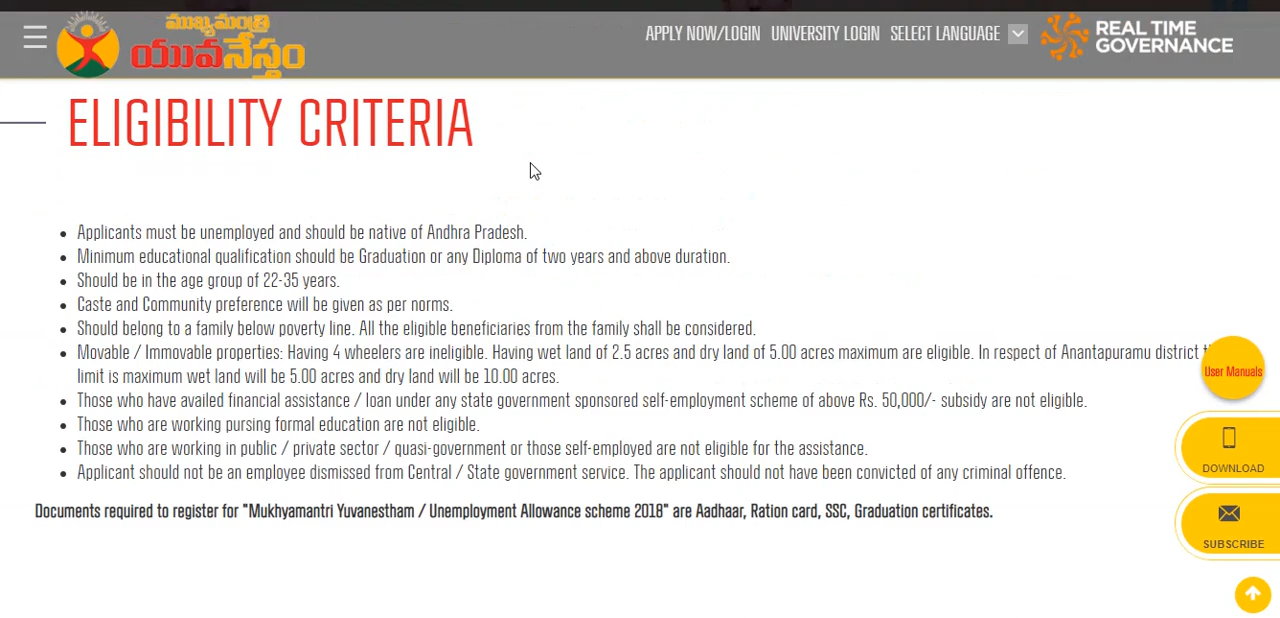 ముఖ్యమంత్రి
యువనేస్తం
APPLY NOW/LOGIN UNIVERSITY LOGIN SELECT LANGUAGE
REAL TIME
GOVERNANCE
ELIGIBILITY CRITERIA
Applicants must be unemployed and should be native of Andhra Pradesh.
Minimum educational qualification should be Graduation or any Diploma of two years and above duration.
Should be in the age group of 22-35 years.
Caste and Community preference will be given as per norms.
Should belong to a family below poverty line. All the eligible beneficiaries from the family shall be considered.
Movable / Immovable properties: Having 4 wheelers are ineligible. Having wet land of 2.5 acres and dry land of 5.00 acres maximum are eligible. In respect of Anantapuramu district
limit is maximum wet land will be 5.00 acres and dry land will be 10.00 acres.
Those who have availed financial assistance / loan under any state government sponsored self-employment scheme of above Rs. 50,000/- subsidy are not eligible.
Those who are working pursing formal education are not eligible.
Those who are working in public / private sector / quasi-government or those self-employed are not eligible for the assistance.
Applicant should not be an employee dismissed from Central / State government service. The applicant should not have been convicted of any criminal offence.
Documents required to register for "Mukhyamantri Yuvanestham / Unemployment Allowance scheme 2018" are Aadhaar, Ration card, SSC, Graduation certificates.
User Manuals
DOWNLOAD
SUBSCRIBE